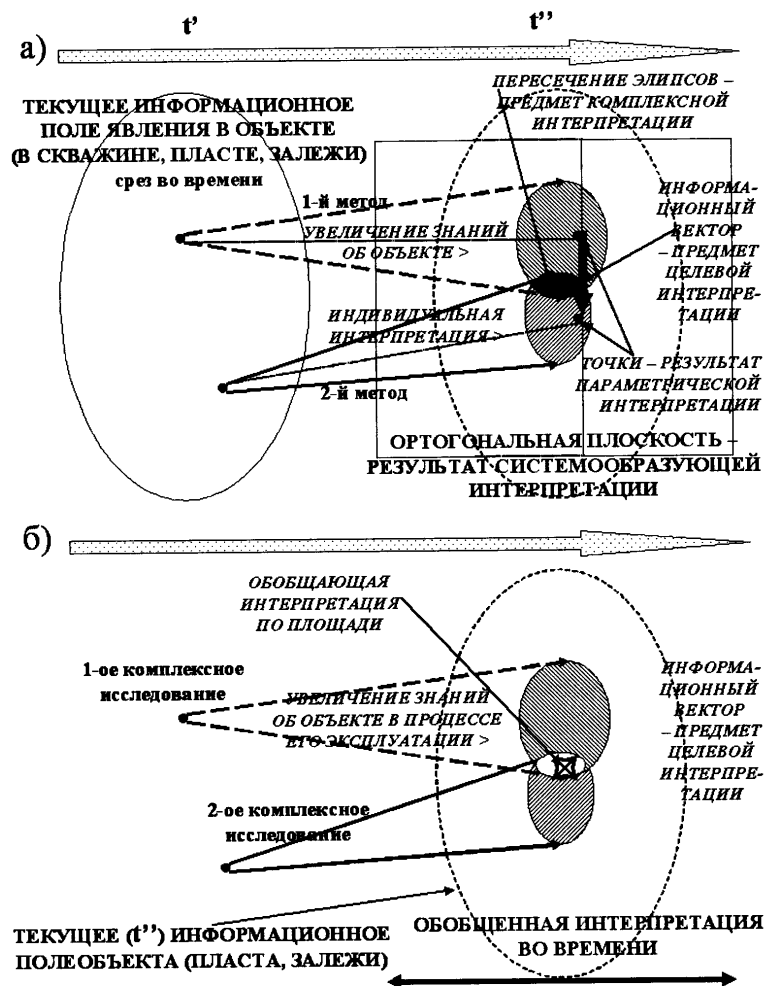 t’
t’’
а)
ПЕРЕСЕЧЕНИЕ ЭЛИПСОВ –
ПРЕДМЕТ КОМПЛЕКСНОЙ
ИНТЕРПРЕТАЦИИ
ТЕКУЩЕЕ ИНФОРМАЦИОННОЕ
ПОЛЕ ЯВЛЕНИЯ В ОБЪЕКТЕ
(В СКВАЖИНЕ, ПЛАСТЕ, ЗАЛЕЖИ)
срез во времени
1-й метод
УВЕЛИЧЕНИЕ ЗНАНИЙ
ОБ ОБЪЕКТЕ >
ИНФОРМА-
ЦИОННЫЙ
ВЕКТОР
–ПРЕДМЕТ
ЦЕЛЕВОЙ
ИНТЕРПРЕ-
ТАЦИИ
ИНДИВИДУАЛЬНАЯ
ИНТЕРПРЕТАЦИЯ >
2-й метод
ТОЧКИ – РЕЗУЛЬТАТ
ПАРАМЕТРИЧЕСКОЙ
ИНТЕРПРЕТАЦИИ
ОРТОГОНАЛЬНАЯ ПЛОСКОСТЬ –
РЕЗУЛЬТАТ СИСТЕМООБРАЗУЮЩЕЙ
ИНТЕРПРЕТАЦИИ
б)
ОБОБЩАЮЩАЯ
ИНТЕРПРЕТАЦИЯ
ПО ПЛОЩАДИ
1-ое комплексное
исследование
УВЕЛИЧЕНИЕ ЗНАНИЙ
ОБ ОБЪЕКТЕ В ПРОЦЕССЕ
ЕГО ЭКСПЛУАТАЦИИ >
ИНФОРМА-
ЦИОННЫЙ
ВЕКТОР
–ПРЕДМЕТ
ЦЕЛЕВОЙ
ИНТЕРПРЕ-
ТАЦИИ
2-ое комплексное
исследование
ТЕКУЩЕЕ (t’’) ИНФОРМАЦИОННОЕ
ПОЛЕОБЪЕКТА (ПЛАСТА, ЗАЛЕЖИ)
ОБОБЩЕННАЯ ИНТЕРПРЕТАЦИЯ
ВО ВРЕМЕНИ